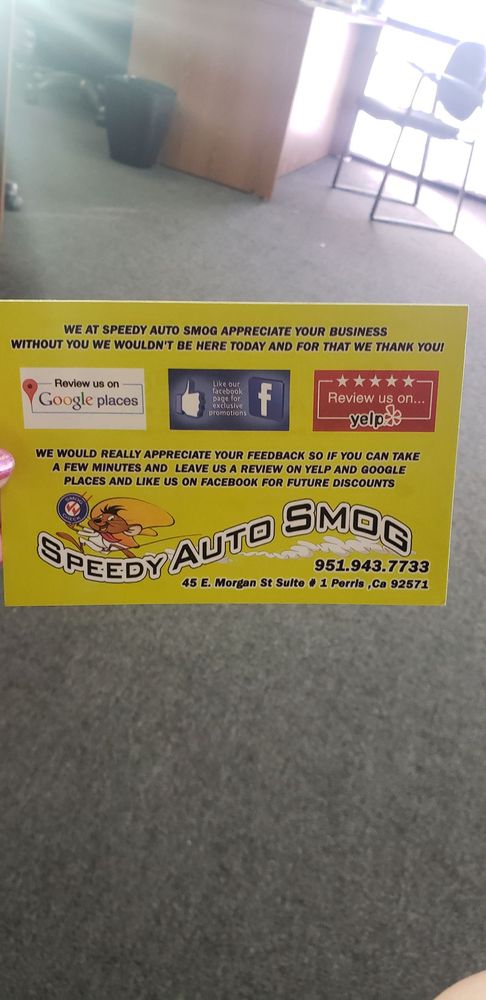 WE AT SPEEDY AUTO SMOG APPRECIATE YOUR BUSINESS
WITHOUT YOU WE WOULDN'T BE HERE TODAY AND FOR THAT WE THANK YOU!
Review us on
Google places
Like our
facebook
page for
exclusive
promotions
f
Review us on...
yelp
WE WOULD REALLY APPRECIATE YOUR FEEDBACK SO IF YOU CAN TAKE
A FEW MINUTES AND LEAVE US A REVIEW ON YELP AND GOOGLE
PLACES AND LIKE US ON FACEBOOK FOR FUTURE DISCOUNTS
SPEEDY AUTO SMOG
951.943.7733
45 E. Morgan St Suite # 1 Perris ,Ca 92571